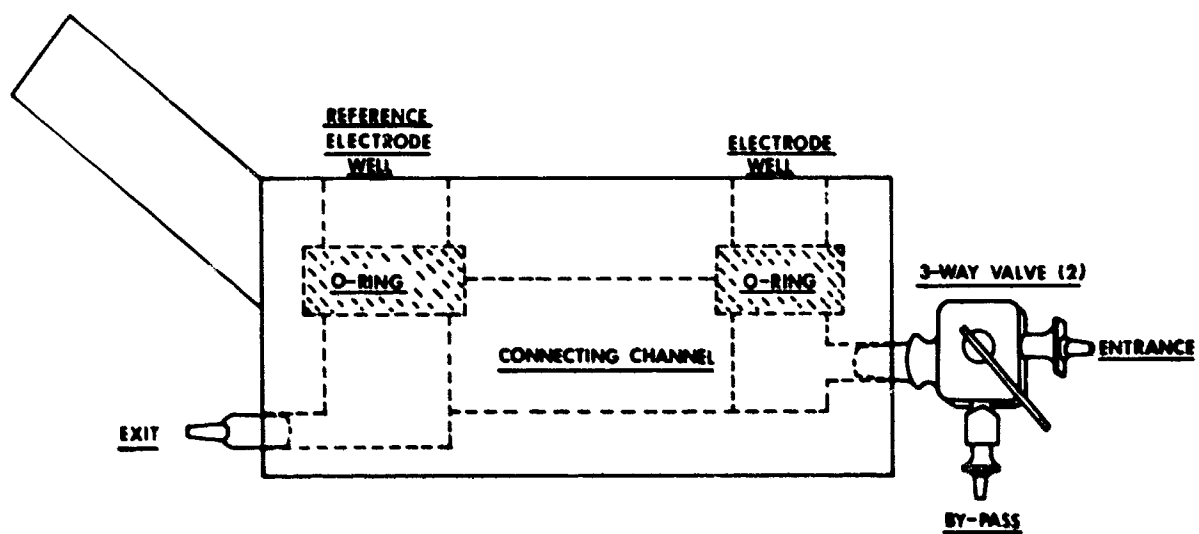 REFERENCE
ELECTRODE
WELL
ELECTRODE
WELL
O-RING
O-RING
3-WAY VALVE (2)
CONNECTING CHANNEL
ENTRANCE
EXIT
BY-PASS